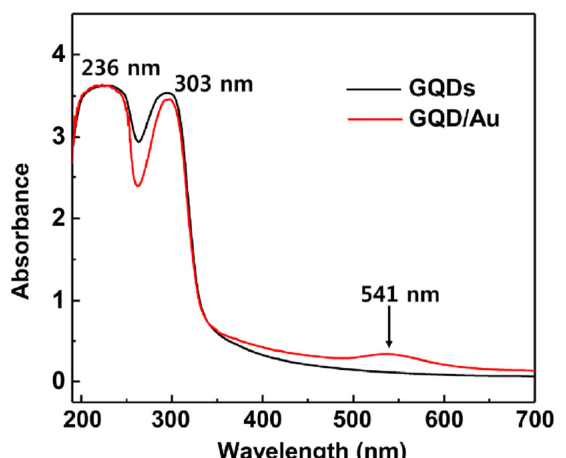 4
236 nm
303 nm
GQDs
GQD/Au
3
Absorbance
2
541 nm
1
0
200 300 400 500 600 700
Wavelength (nm)